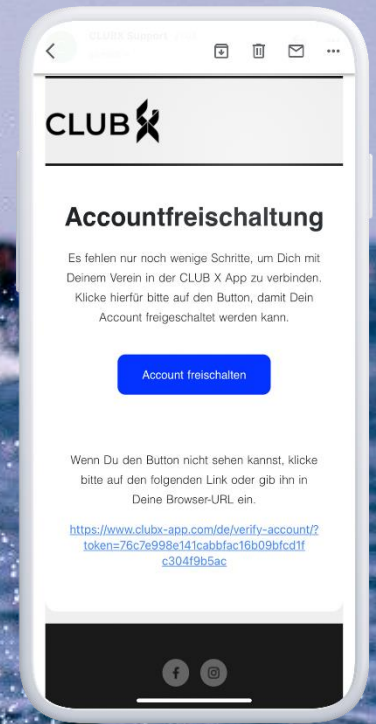 CLUBX Support
CLUB X
Accountfreischaltung
Es fehlen nur noch wenige Schritte, um Dich mit
Deinem Verein in der CLUB X App zu verbinden.
Klicke hierfür bitte auf den Button, damit Dein
Account freigeschaltet werden kann.
Account freischalten
Wenn Du den Button nicht sehen kannst, klicke
bitte auf den folgenden Link oder gib ihn in
Deine Browser-URL ein.
https://www.clubx-app.com/de/verify-account/?
token=76c7e998e141cabbfac16b09bfcd1f
c304f9b5ac